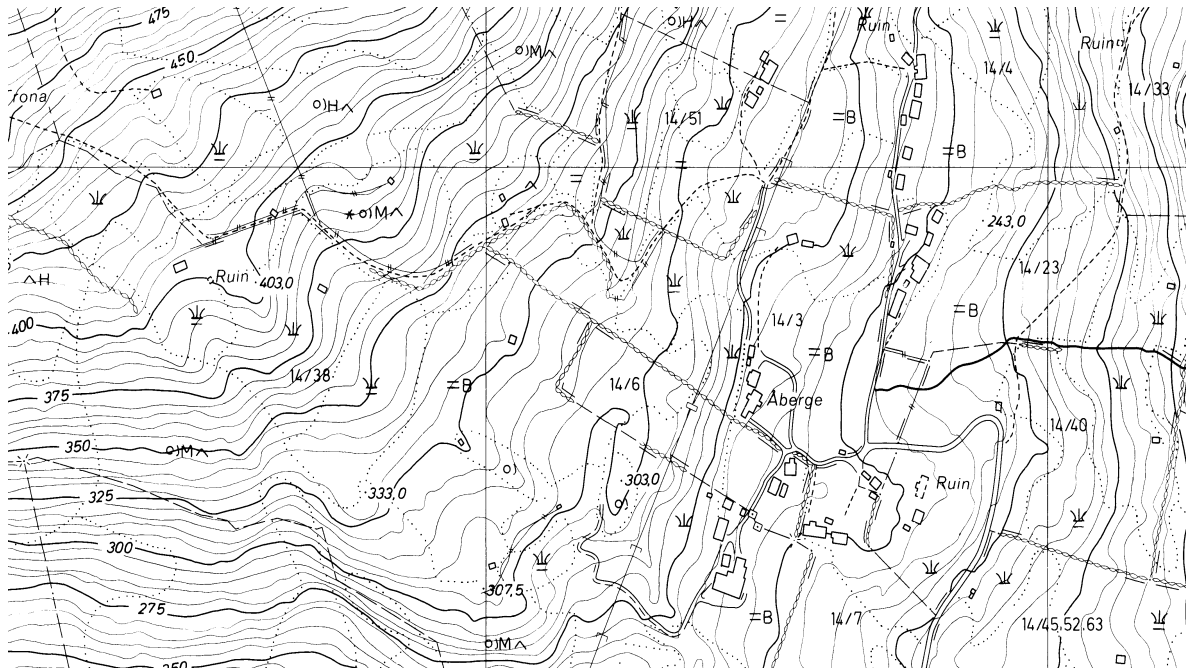 475
450
rona
H
M
H
Ruin
14/4
Ruin
14/33
14/51
B
B
M
243,0
14/23
Ruin
403,0
H
400
14/3
B
B
14/38
375
B
14/6
Åberge
14/40
350
M
325
333,0
303,0
Ruin
300
307,5
275
B
14/7
14/45,52,63
M
250